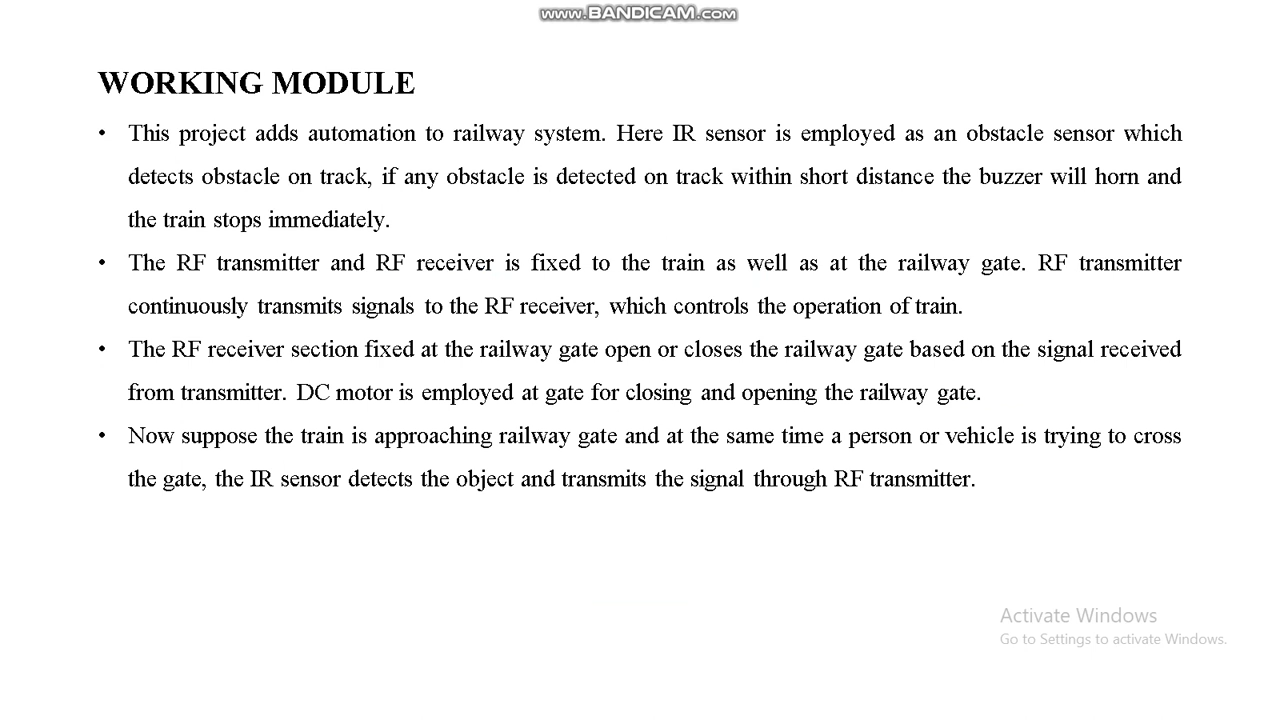 www.BANDICAM.com
WORKING MODULE
• This project adds automation to railway system. Here IR sensor is employed as an obstacle sensor which
detects obstacle on track, if any obstacle is detected on track within short distance the buzzer will horn and
the train stops immediately.
• The RF transmitter and RF receiver is fixed to the train as well as at the railway gate. RF transmitter
continuously transmits signals to the RF receiver, which controls the operation of train.
• The RF receiver section fixed at the railway gate open or closes the railway gate based on the signal received
from transmitter. DC motor is employed at gate for closing and opening the railway gate.
• Now suppose the train is approaching railway gate and at the same time a person or vehicle is trying to cross
the gate, the IR sensor detects the object and transmits the signal through RF transmitter.
Activate Windows
Go to Settings to activate Windows.